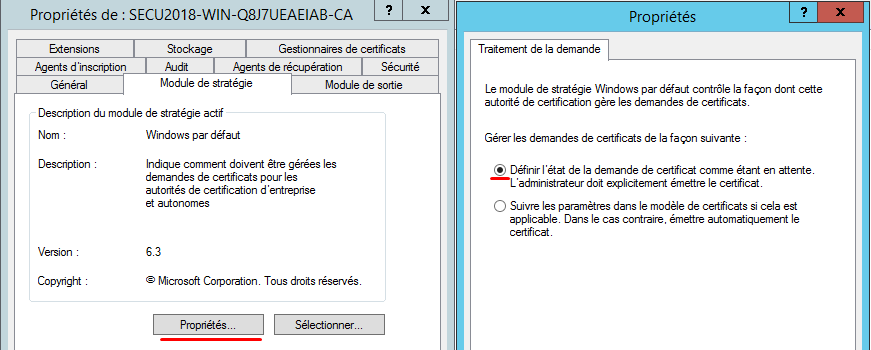 Propriétés de : SECU2018-WIN-Q8J7UEAEIAB-CA
?
x
Extensions
Stockage
Gestionnaires de certificats
Agents d'inscription
Audit
Agents de récupération
Sécurité
Général
Module de stratégie
Module de sortie
Description du module de stratégie actif
Nom :
Windows par défaut
Description :
Indique comment doivent être gérées les
demandes de certificats pour les
autorités de certification d'entreprise
et autonomes
Version :
6.3
Copyright :
© Microsoft Corporation. Tous droits réservés.
Propriétés...
Sélectionner...
Propriétés
?
x
Traitement de la demande
Le module de stratégie Windows par défaut contrôle la façon dont cette
autorité de certification gère les demandes de certificats.
Gérer les demandes de certificats de la façon suivante :
Définir l'état de la demande de certificat comme étant en attente.
L'administrateur doit explicitement émettre le certificat.
Suivre les paramètres dans le modèle de certificats si cela est
applicable. Dans le cas contraire, émettre automatiquement le
certificat.